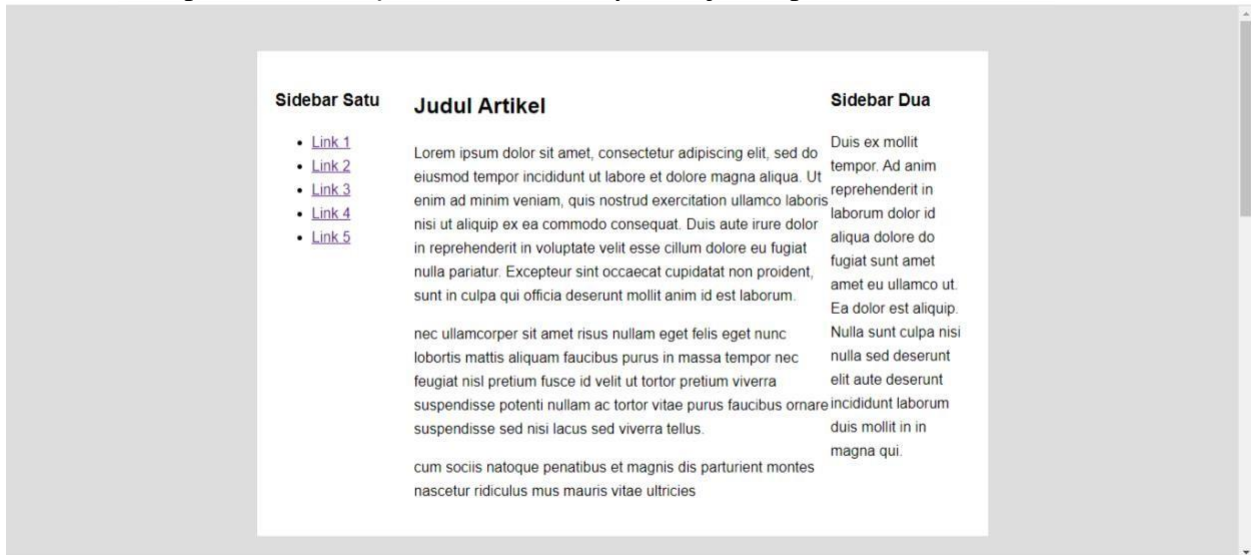 Sidebar Satu
Link 1
Link 2
Link 3
Link 4
Link 5
Judul Artikel
Lorem ipsum dolor sit amet, consectetur adipiscing elit, sed do
eiusmod tempor incididunt ut labore et dolore magna aliqua. Ut
enim ad minim veniam, quis nostrud exercitation ullamco laboris
nisi ut aliquip ex ea commodo consequat. Duis aute irure dolor
in reprehenderit in voluptate velit esse cillum dolore eu fugiat
nulla pariatur. Excepteur sint occaecat cupidatat non proident,
sunt in culpa qui officia deserunt mollit anim id est laborum.
nec ullamcorper sit amet risus nullam eget felis eget nunc
lobortis mattis aliquam faucibus purus in massa tempor nec
feugiat nisl pretium fusce id velit ut tortor pretium viverra
suspendisse potenti nullam ac tortor vitae purus faucibus ornare
suspendisse sed nisi lacus sed viverra tellus.
cum sociis natoque penatibus et magnis dis parturient montes
nascetur ridiculus mus mauris vitae ultricies
Sidebar Dua
Duis ex mollit
tempor. Ad anim
reprehenderit in
laborum dolor id
aliqua dolore do
fugiat sunt amet
amet eu ullamco ut.
Ea dolor est aliquip.
Nulla sunt culpa nisi
nulla sed deserunt
elit aute deserunt
incididunt laborum
duis mollit in in
magna qui.